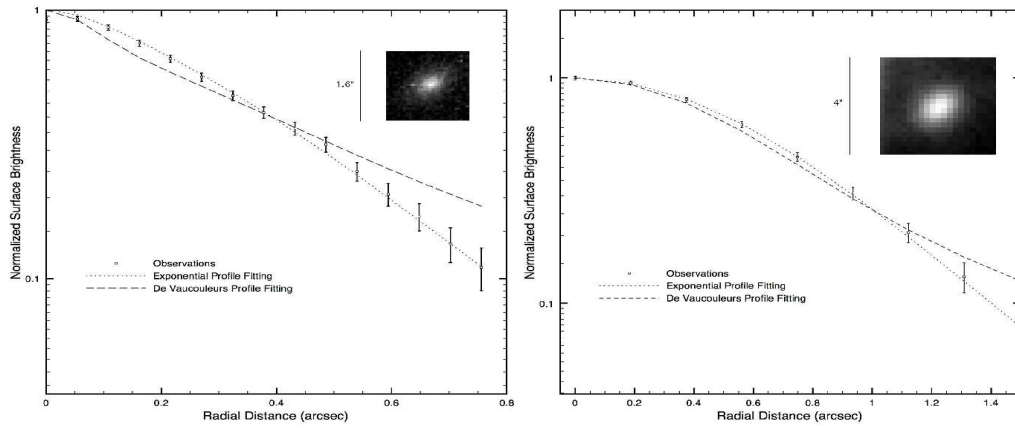 1
0.1
Normalized Surface Brightness
1.6"
Observations
Exponential Profile Fitting
De Vaucouleurs Profile Fitting
0
0.2
0.4
0.6
0.8
Radial Distance (arcsec)
1
0.1
Normalized Surface Brightness
4"
Observations
Exponential Profile Fitting
De Vaucouleurs Profile Fitting
0
0.2
0.4
0.6
0.8
1
1.2
1.4
Radial Distance (arcsec)